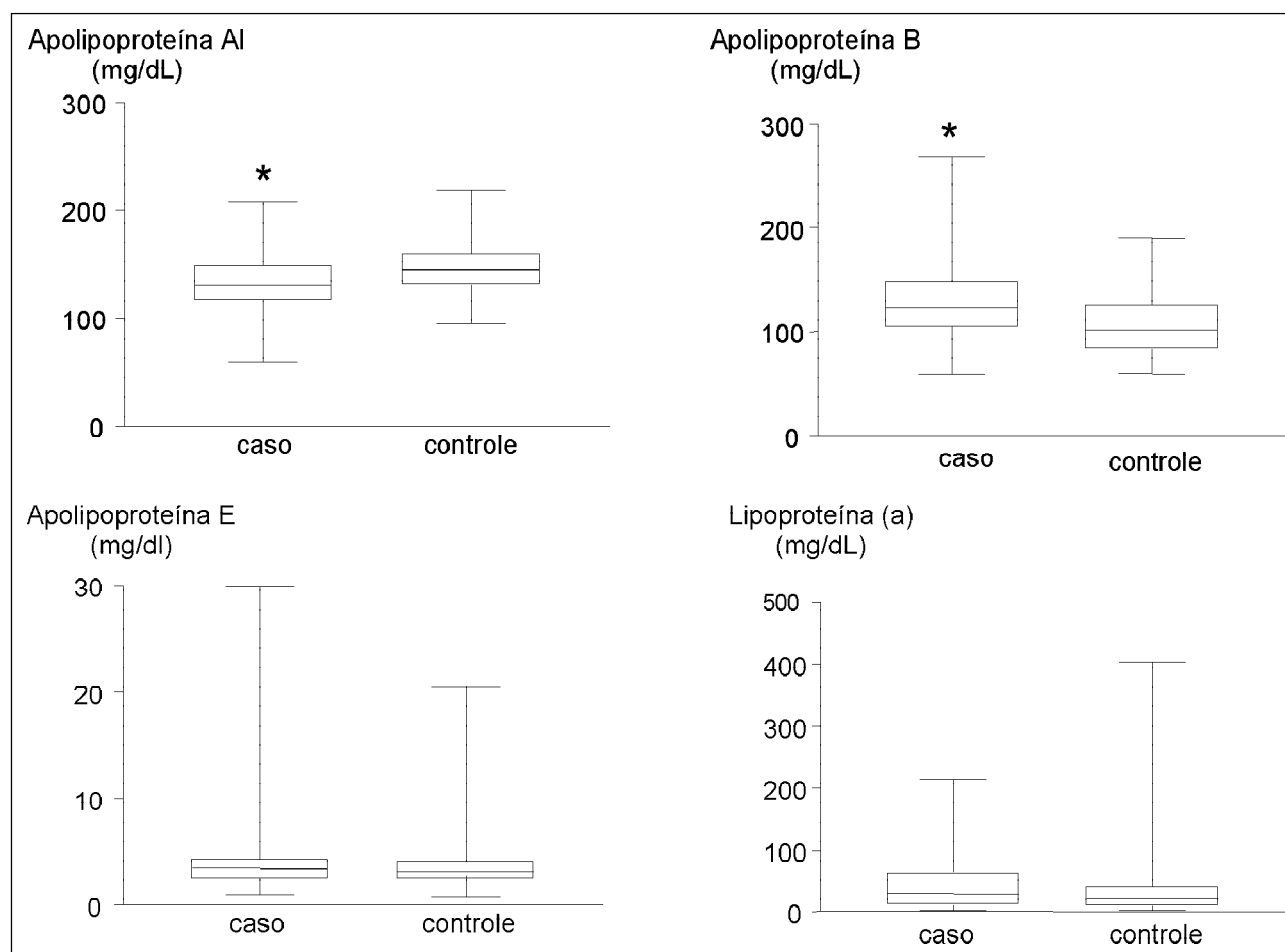 Apolipoproteína AI
(mg/dL)
300
200
100
0
*
caso
controle
Apolipoproteína B
(mg/dL)
300
200
100
0
*
caso
controle
Apolipoproteína E
(mg/dl)
30
20
10
0
caso
controle
Lipoproteína (a)
(mg/dL)
500
400
300
200
100
0
caso
controle